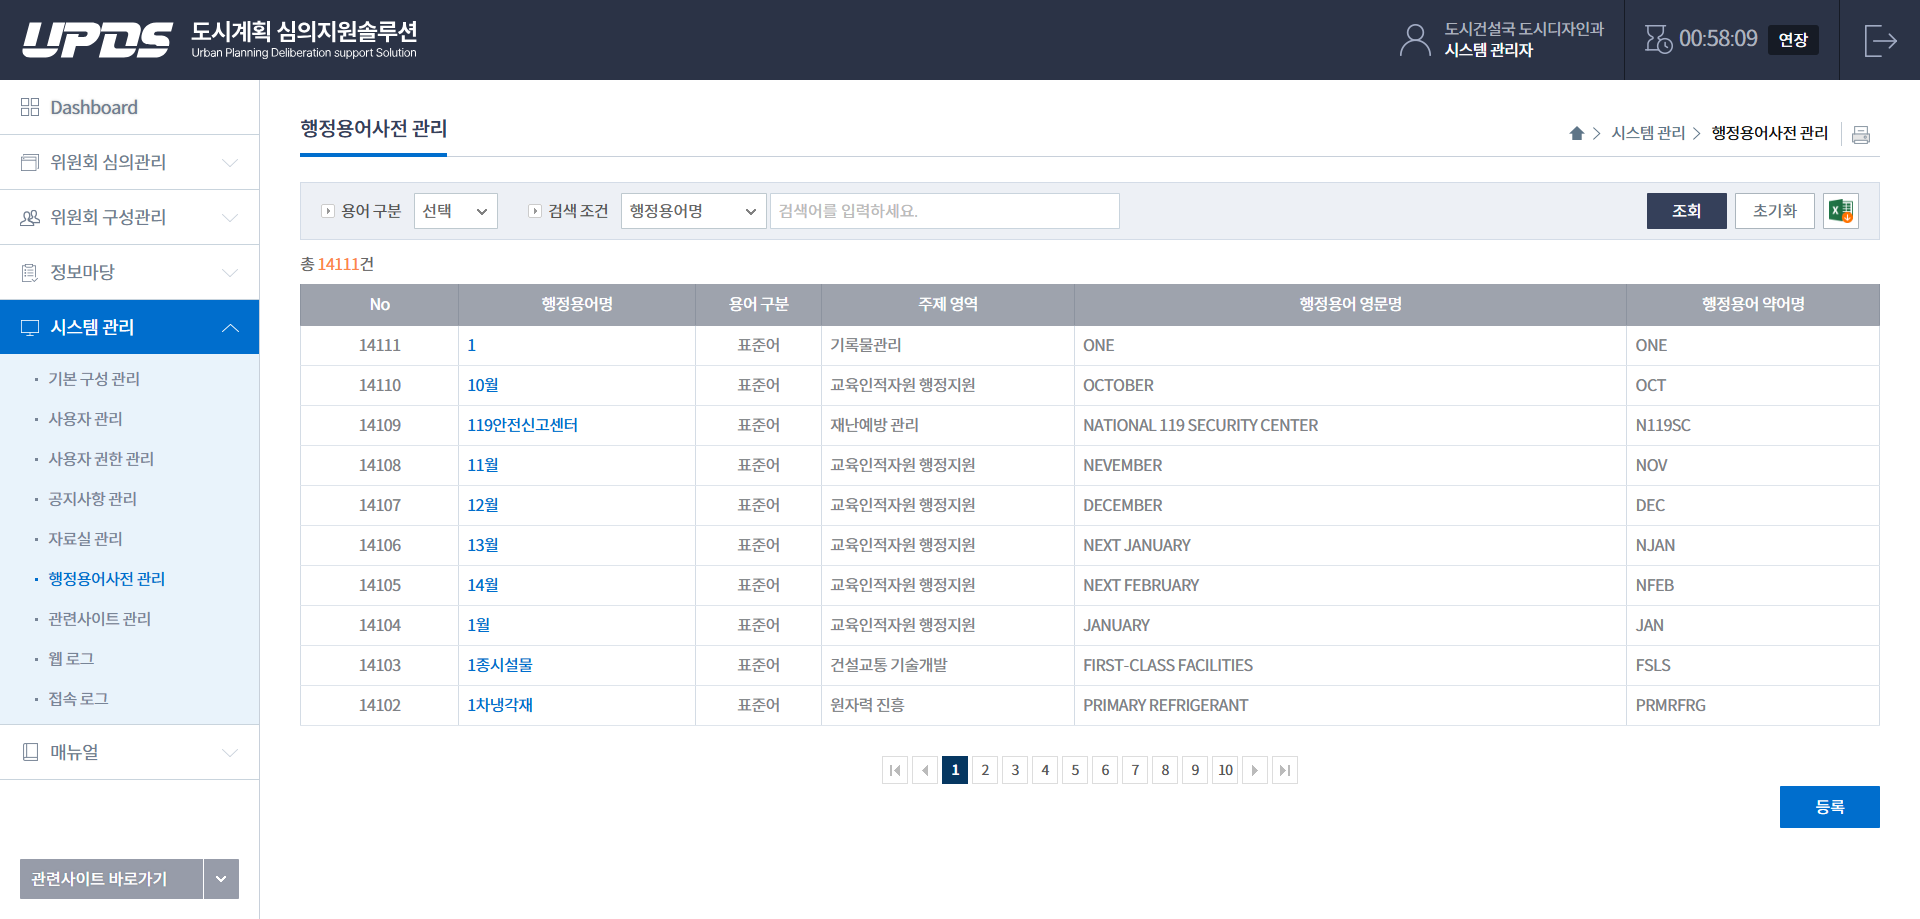 UPDS 도시계획 심의지원솔루션
Urban Planning Deliberation support Solution
도시건설국 도시디자인과
시스템 관리자
00:58:09 연장
Dashboard
위원회 심의관리
위원회 구성관리
정보마당
시스템 관리
기본 구성 관리
사용자 관리
사용자 권한 관리
공지사항 관리
자료실 관리
행정용어사전 관리
관련사이트 관리
웹 로그
접속 로그
매뉴얼
관련사이트 바로가기
행정용어사전 관리
시스템 관리 행정용어사전 관리
용어 구분 선택 검색 조건 행정용어명 검색어를 입력하세요. 조회 초기화
총 14111건
No 행정용어명 용어 구분 주제 영역 행정용어 영문명 행정용어 약어명
14111 1 표준어 기록물관리 ONE ONE
14110 10월 표준어 교육인적자원 행정지원 OCTOBER OCT
14109 119안전신고센터 표준어 재난예방 관리 NATIONAL 119 SECURITY CENTER N119SC
14108 11월 표준어 교육인적자원 행정지원 NEVEMBER NOV
14107 12월 표준어 교육인적자원 행정지원 DECEMBER DEC
14106 13월 표준어 교육인적자원 행정지원 NEXT JANUARY NJAN
14105 14월 표준어 교육인적자원 행정지원 NEXT FEBRUARY NFEB
14104 1월 표준어 교육인적자원 행정지원 JANUARY JAN
14103 1종시설물 표준어 건설교통 기술개발 FIRST-CLASS FACILITIES FSLS
14102 1차냉각재 표준어 원자력 진흥 PRIMARY REFRIGERANT PRMRFRG
1 2 3 4 5 6 7 8 9 10
등록